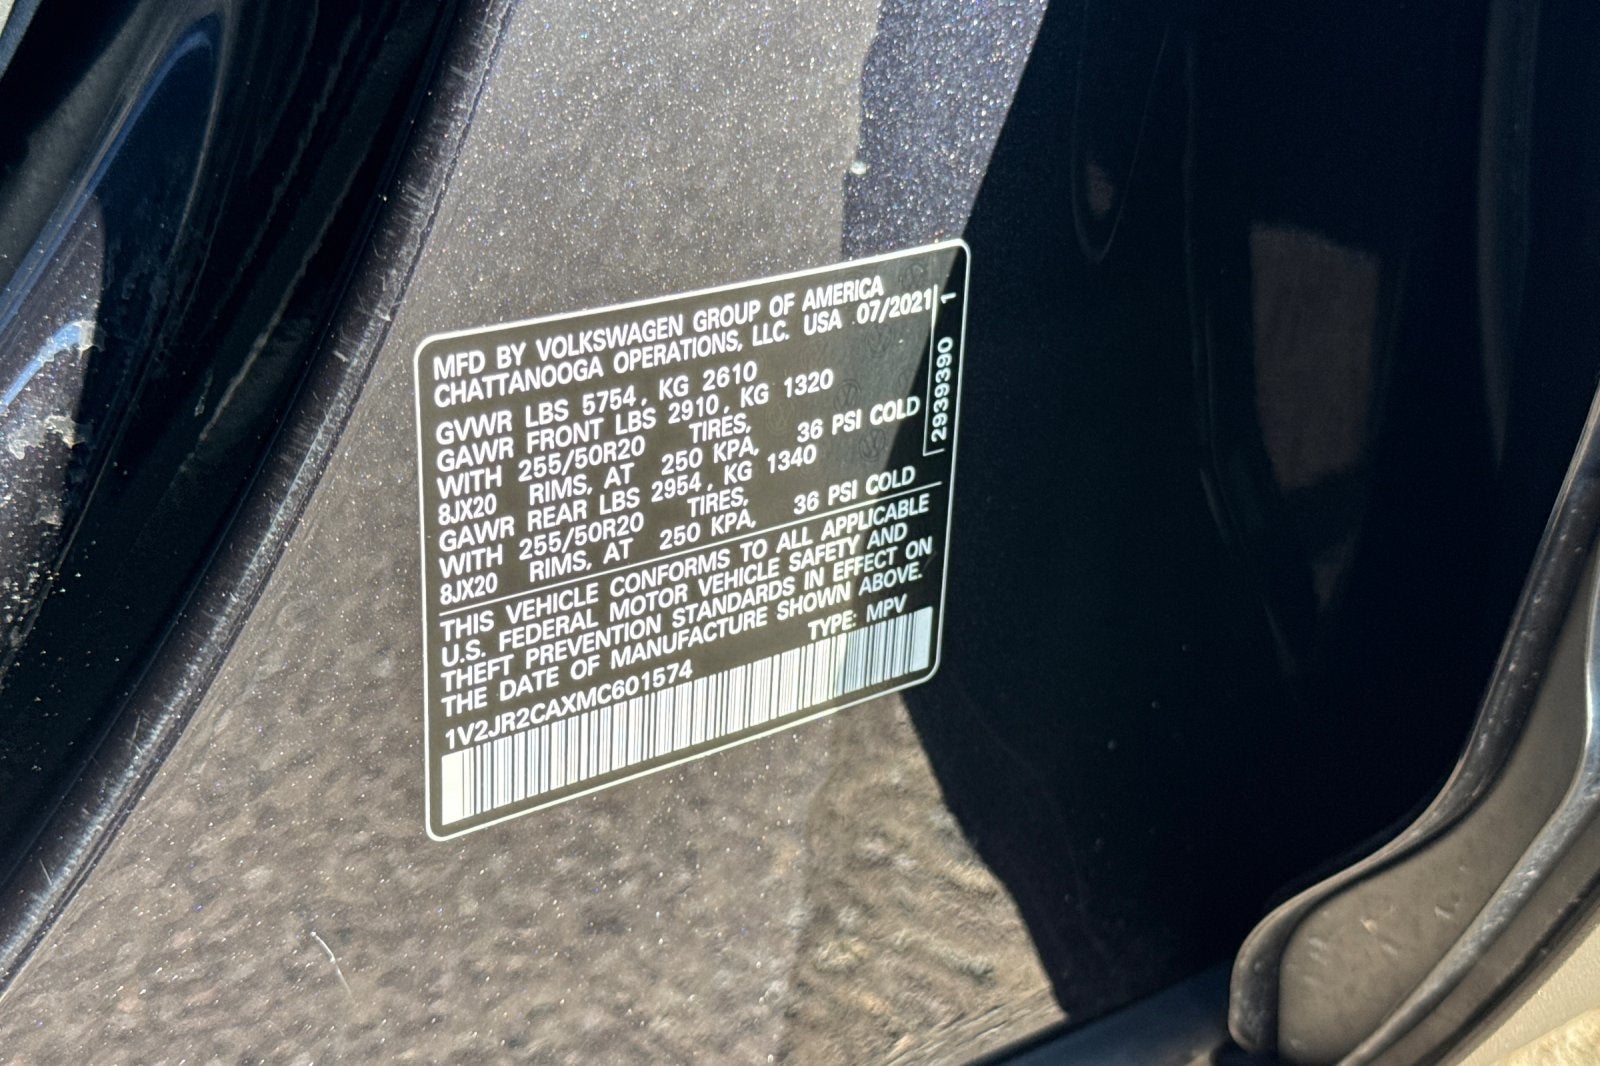 MFD BY VOLKSWAGEN GROUP OF AMERICA
CHATTANOOGA OPERATIONS, LLC. USA 07/2021
GVWR LBS 5754, KG 2610
GAWR FRONT LBS 2910, KG 1320
WITH 255/50R20 TIRES,
8JX20 RIMS, AT 250 KPA, 36 PSI COLD
GAWR REAR LBS 2954, KG 1340
WITH 255/50R20 TIRES,
8JX20 RIMS, AT 250 KPA, 36 PSI COLD
THIS VEHICLE CONFORMS TO ALL APPLICABLE
U.S. FEDERAL MOTOR VEHICLE SAFETY AND
THEFT PREVENTION STANDARDS IN EFFECT ON
THE DATE OF MANUFACTURE SHOWN ABOVE.
1V2JR2CAXMC601574 TYPE: MPV
2939390 1